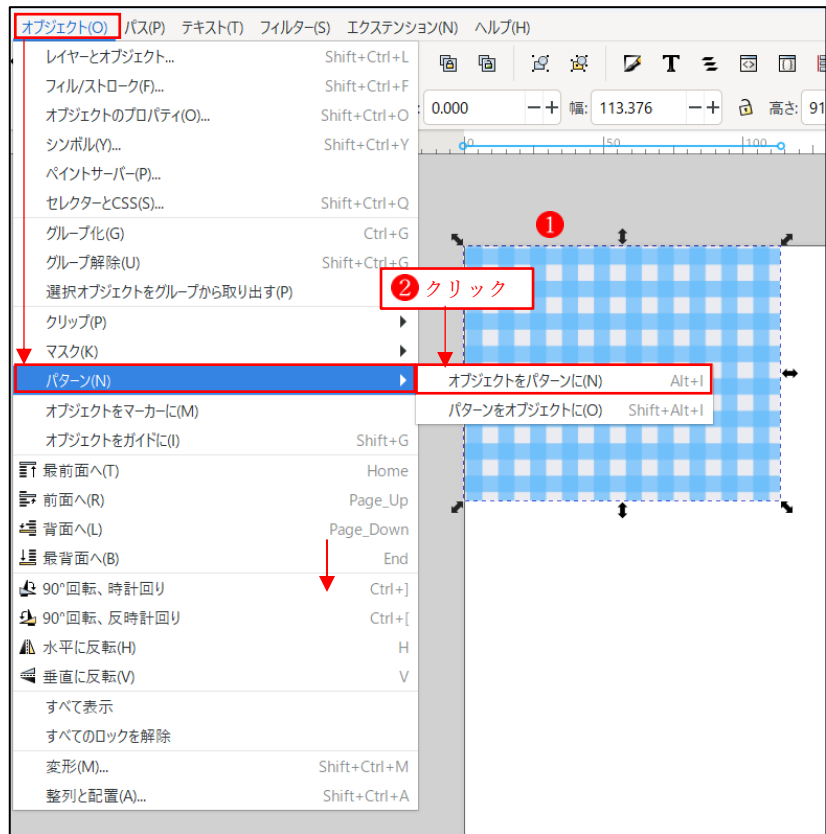 オブジェクト(O) パス(P) テキスト(T) フィルター(S) エクステンション(N) ヘルプ(H)
レイヤーとオブジェクト... Shift+Ctrl+L
フィル/ストローク(F)... Shift+Ctrl+F
オブジェクトのプロパティ(O)... Shift+Ctrl+O
0.000 幅: 113.376 高さ: 91
シンボル(Y)... Shift+Ctrl+Y
0 50 100
ペイントサーバー(P)...
セレクターとCSS(S)... Shift+Ctrl+Q
グループ化(G) Ctrl+G
1
グループ解除(U) Shift+Ctrl+G
選択オブジェクトをグループから取り出す(P)
2 クリック
クリップ(P)
マスク(K)
パターン(N)
オブジェクトをパターンに(N) Alt+I
オブジェクトをマーカーに(M)
パターンをオブジェクトに(O) Shift+Alt+I
オブジェクトをガイドに(I) Shift+G
最前面へ(T) Home
前面へ(R) Page_Up
背面へ(L) Page_Down
最背面へ(B) End
90°回転、時計回り Ctrl+]
90°回転、反時計回り Ctrl+[
水平に反転(H) H
垂直に反転(V) V
すべて表示
すべてのロックを解除
変形(M)... Shift+Ctrl+M
整列と配置(A)... Shift+Ctrl+A